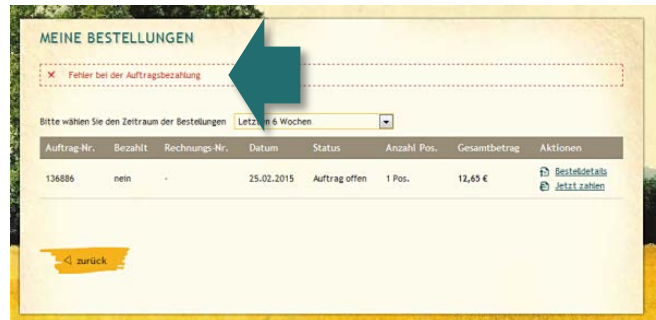 MEINE BESTELLUNGEN
✕ Fehler bei der Auftragsbezahlung
Bitte wählen Sie den Zeitraum der Bestellungen Letzten 6 Wochen
Auftrag-Nr. Bezahlt Rechnungs-Nr. Datum Status Anzahl Pos. Gesamtbetrag Aktionen
136886 nein - 25.02.2015 Auftrag offen 1 Pos. 12,65 € Bestelldetails
Jetzt zahlen
zurück